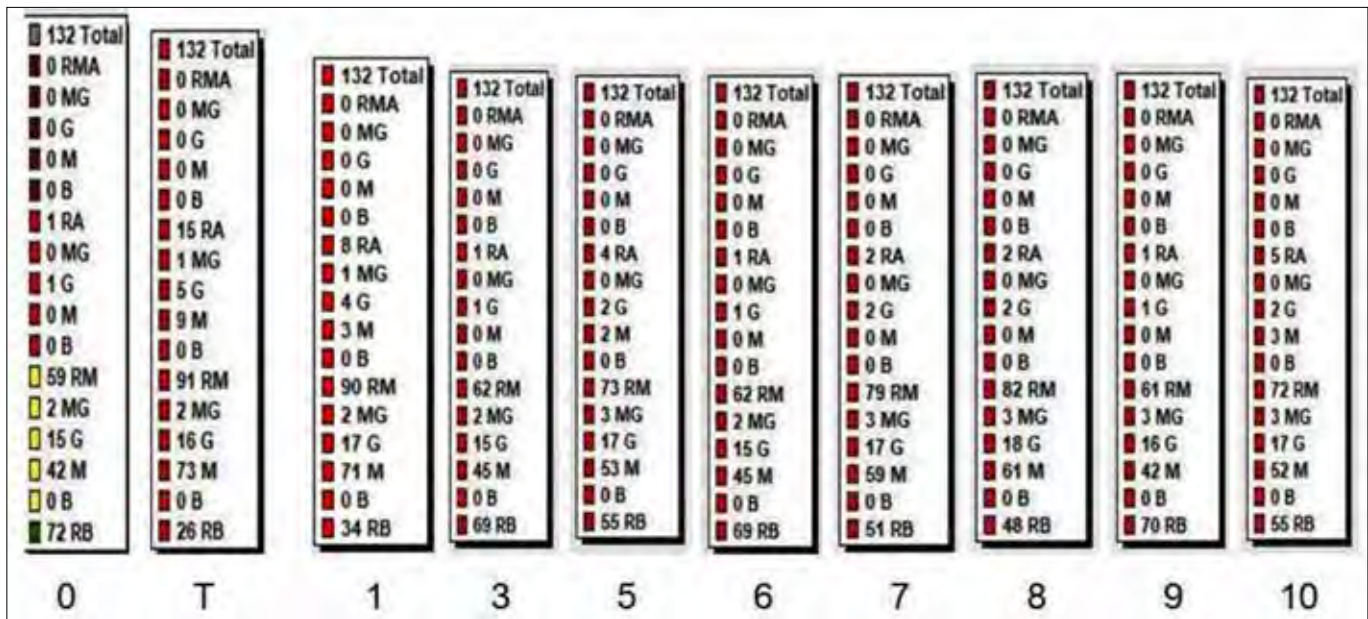 132 Total
0 RMA
0 MG
0 G
0 M
0 B
1 RA
0 MG
1 G
0 M
0 B
59 RM
2 MG
15 G
42 M
0 B
72 RB
0
132 Total
0 RMA
0 MG
0 G
0 M
0 B
15 RA
1 MG
5 G
9 M
0 B
91 RM
2 MG
16 G
73 M
0 B
26 RB
T
132 Total
0 RMA
0 MG
0 G
0 M
0 B
8 RA
1 MG
4 G
3 M
0 B
90 RM
2 MG
17 G
71 M
0 B
34 RB
1
132 Total
0 RMA
0 MG
0 G
0 M
0 B
1 RA
0 MG
1 G
0 M
0 B
62 RM
2 MG
15 G
45 M
0 B
69 RB
3
132 Total
0 RMA
0 MG
0 G
0 M
0 B
4 RA
0 MG
2 G
2 M
0 B
73 RM
3 MG
17 G
53 M
0 B
55 RB
5
132 Total
0 RMA
0 MG
0 G
0 M
0 B
1 RA
0 MG
1 G
0 M
0 B
62 RM
2 MG
15 G
45 M
0 B
69 RB
6
132 Total
0 RMA
0 MG
0 G
0 M
0 B
2 RA
0 MG
2 G
0 M
0 B
79 RM
3 MG
17 G
59 M
0 B
51 RB
7
132 Total
0 RMA
0 MG
0 G
0 M
0 B
2 RA
0 MG
2 G
0 M
0 B
82 RM
3 MG
18 G
61 M
0 B
48 RB
8
132 Total
0 RMA
0 MG
0 G
0 M
0 B
1 RA
0 MG
1 G
0 M
0 B
61 RM
3 MG
16 G
42 M
0 B
70 RB
9
132 Total
0 RMA
0 MG
0 G
0 M
0 B
5 RA
0 MG
2 G
3 M
0 B
72 RM
3 MG
17 G
52 M
0 B
55 RB
10